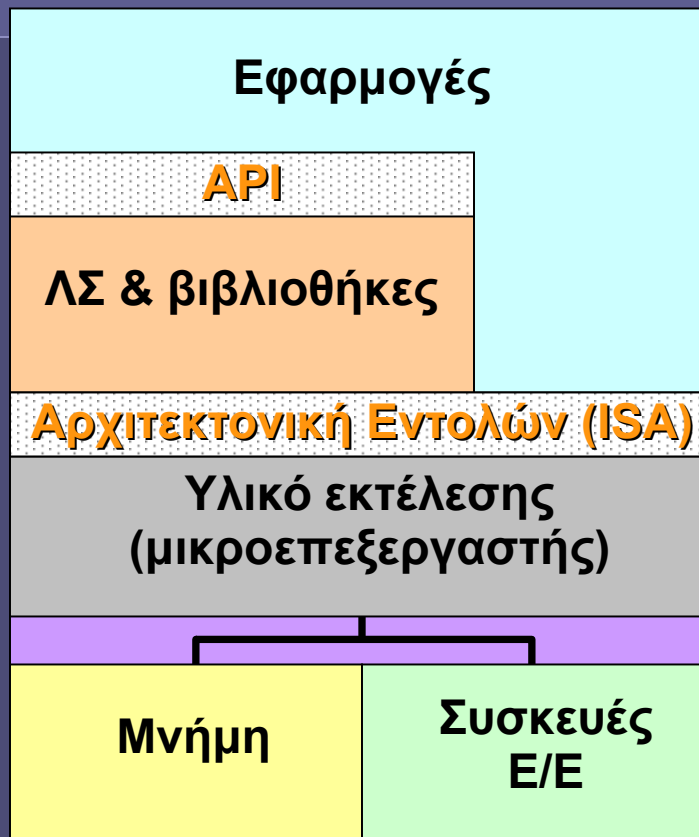 Εφαρμογές
API
ΛΣ & βιβλιοθήκες
Αρχιτεκτονική Εντολών (ISA)
Υλικό εκτέλεσης
(μικροεπεξεργαστής)
Μνήμη
Συσκευές
Ε/Ε